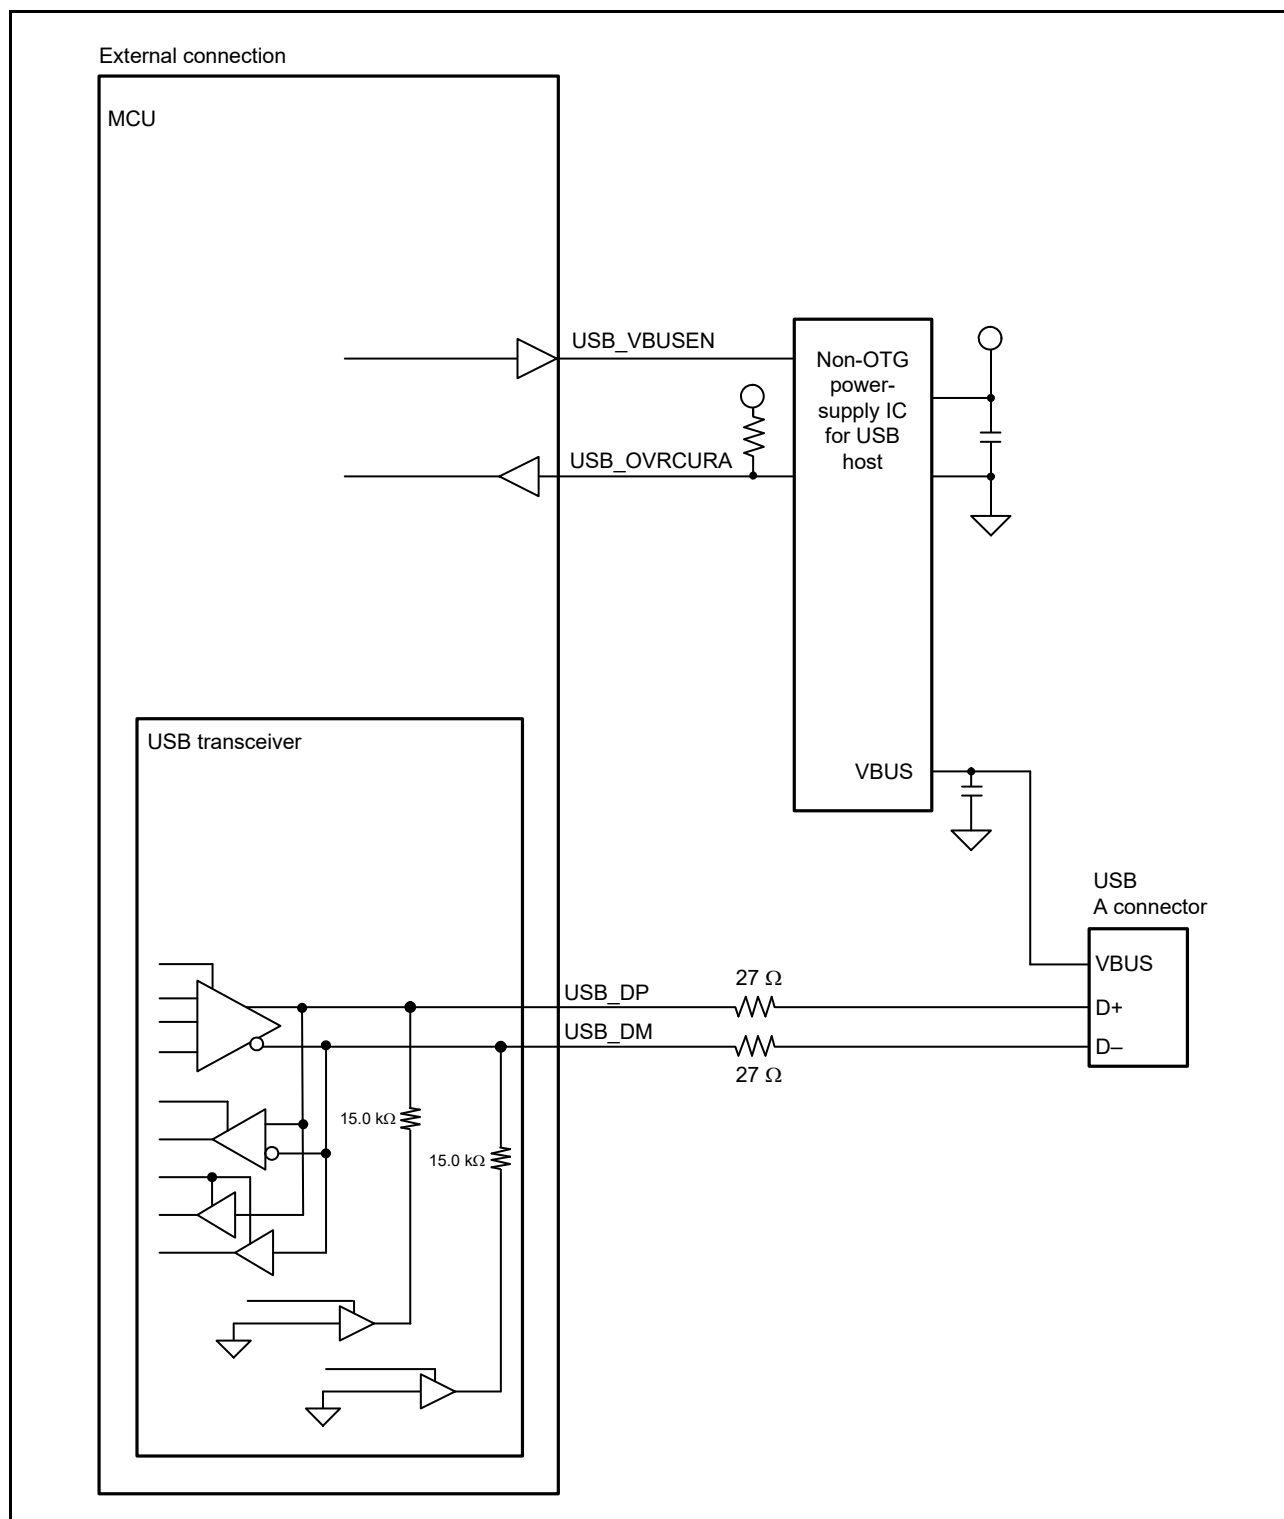 External connection
MCU
USB_VBUSEN
Non-OTG
power-
supply IC
for USB
host
USB_OVRCURA
USB transceiver
VBUS
USB
A connector
VBUS
27 Ω
USB_DP
D+
USB_DM
D–
27 Ω
15.0 kΩ
15.0 kΩ